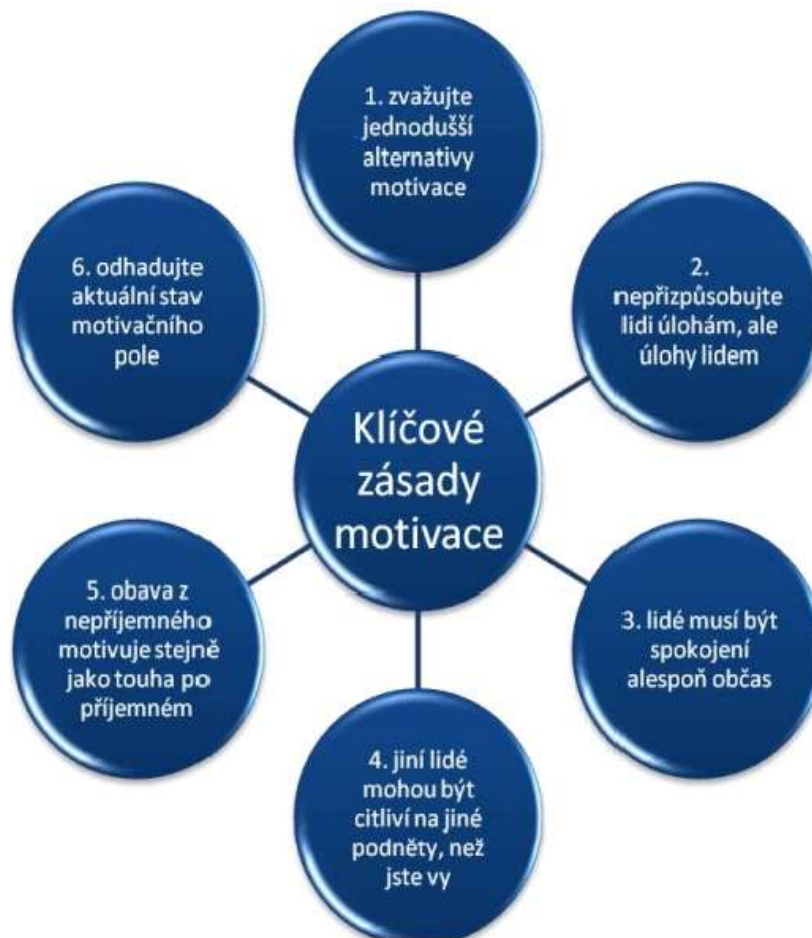 1. zvažujte
jednodušší
alternativy
motivace
2.
nepřizpůsobujte
lidi úlohám, ale
úlohy lidem
3. lidé musí být
spokojení
alespoň občas
4. jiní lidé
mohou být
citliví na jiné
podněty, než
jste vy
5. obava z
nepříjemného
motivuje stejně
jako touha po
příjemném
6. odhadujte
aktuální stav
motivačního
pole
Klíčové
zásady
motivace